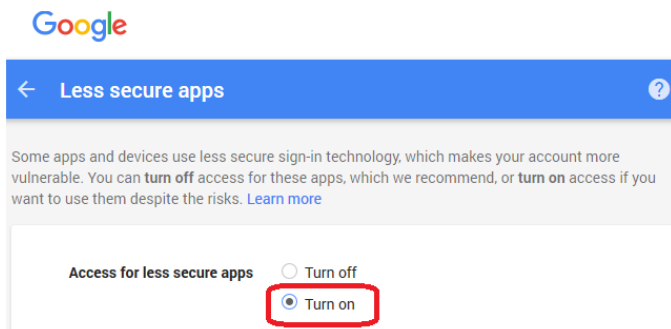 Google
Less secure apps
Some apps and devices use less secure sign-in technology, which makes your account more
vulnerable. You can turn off access for these apps, which we recommend, or turn on access if you
want to use them despite the risks. Learn more
Access for less secure apps
Turn off
Turn on